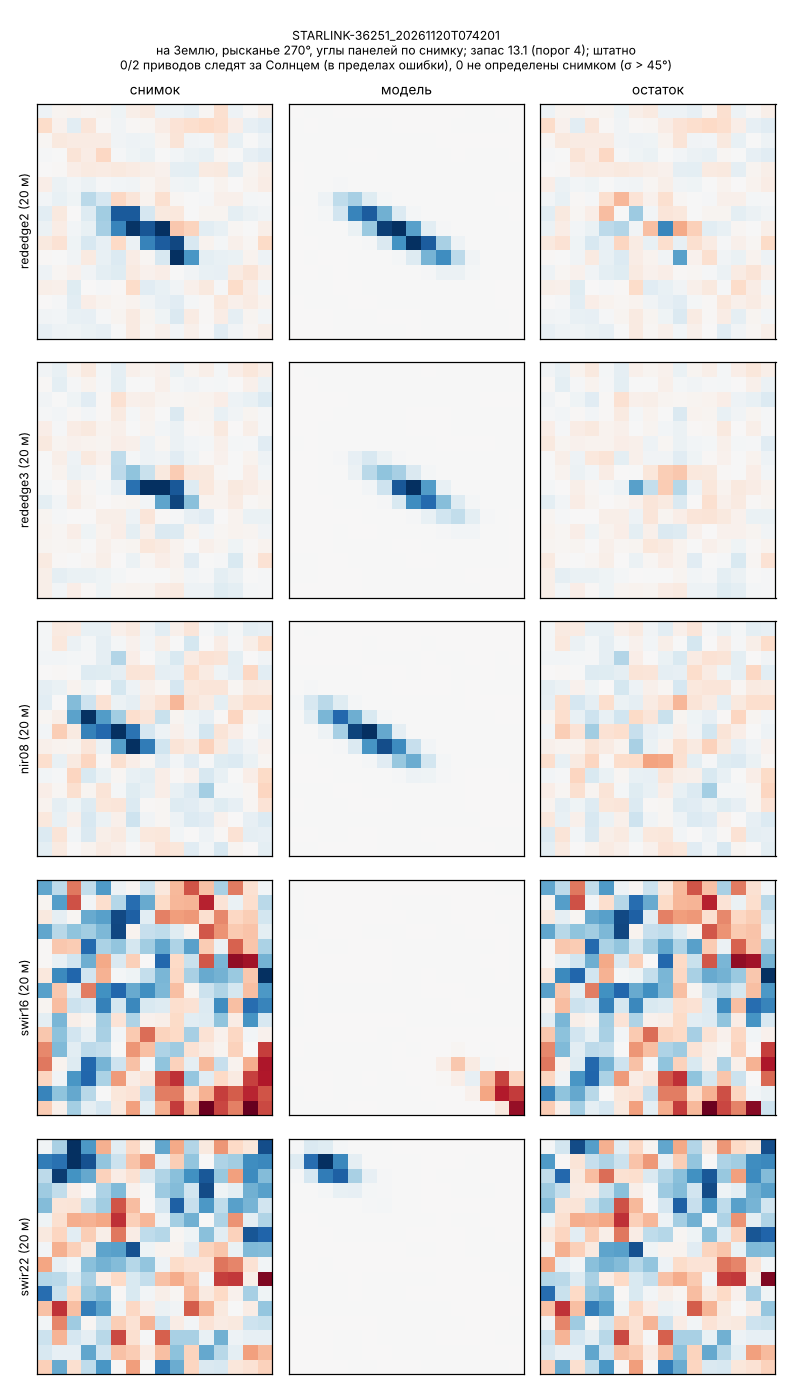 STARLINK-36251_20261120T074201
на Землю, рысканье 270°, углы панелей по снимку; запас 13.1 (порог 4); штатно
0/2 приводов следят за Солнцем (в пределах ошибки), 0 не определены снимком (σ > 45°)
снимок
модель
остаток
rededge2 (20 м)
rededge3 (20 м)
nir08 (20 м)
swir16 (20 м)
swir22 (20 м)